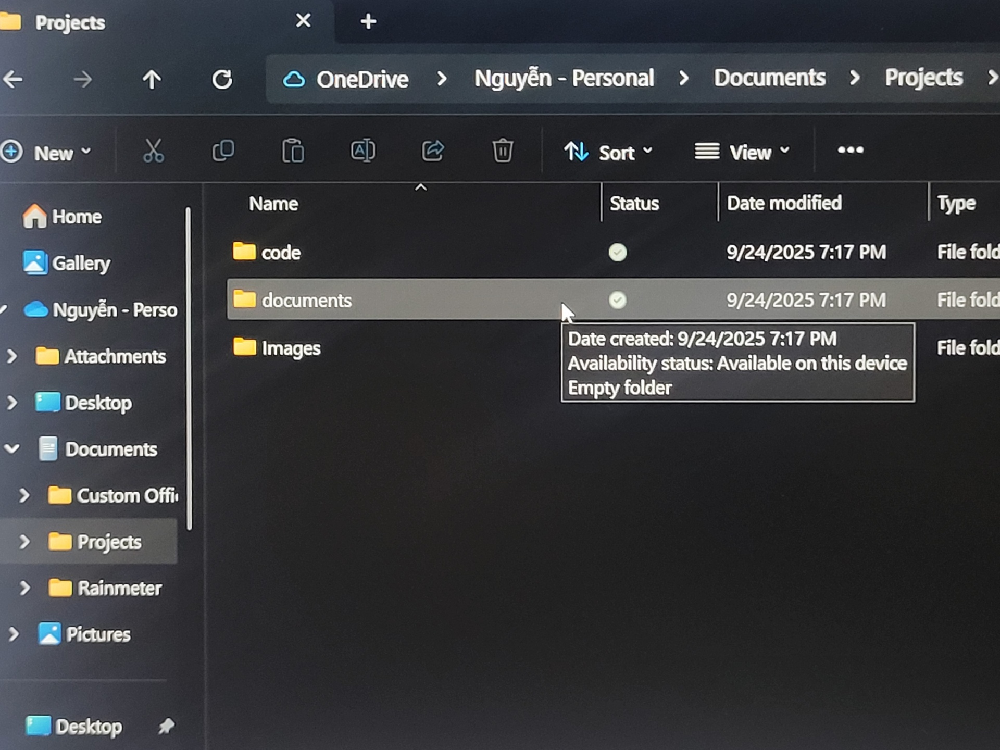 Projects
OneDrive > Nguyễn - Personal > Documents > Projects >
New Sort View
Name Status Date modified Type
code 9/24/2025 7:17 PM File fold
documents 9/24/2025 7:17 PM File fold
Images File fold
Date created: 9/24/2025 7:17 PM
Availability status: Available on this device
Empty folder
Home
Gallery
Nguyễn - Perso
Attachments
Desktop
Documents
Custom Offi
Projects
Rainmeter
Pictures
Desktop